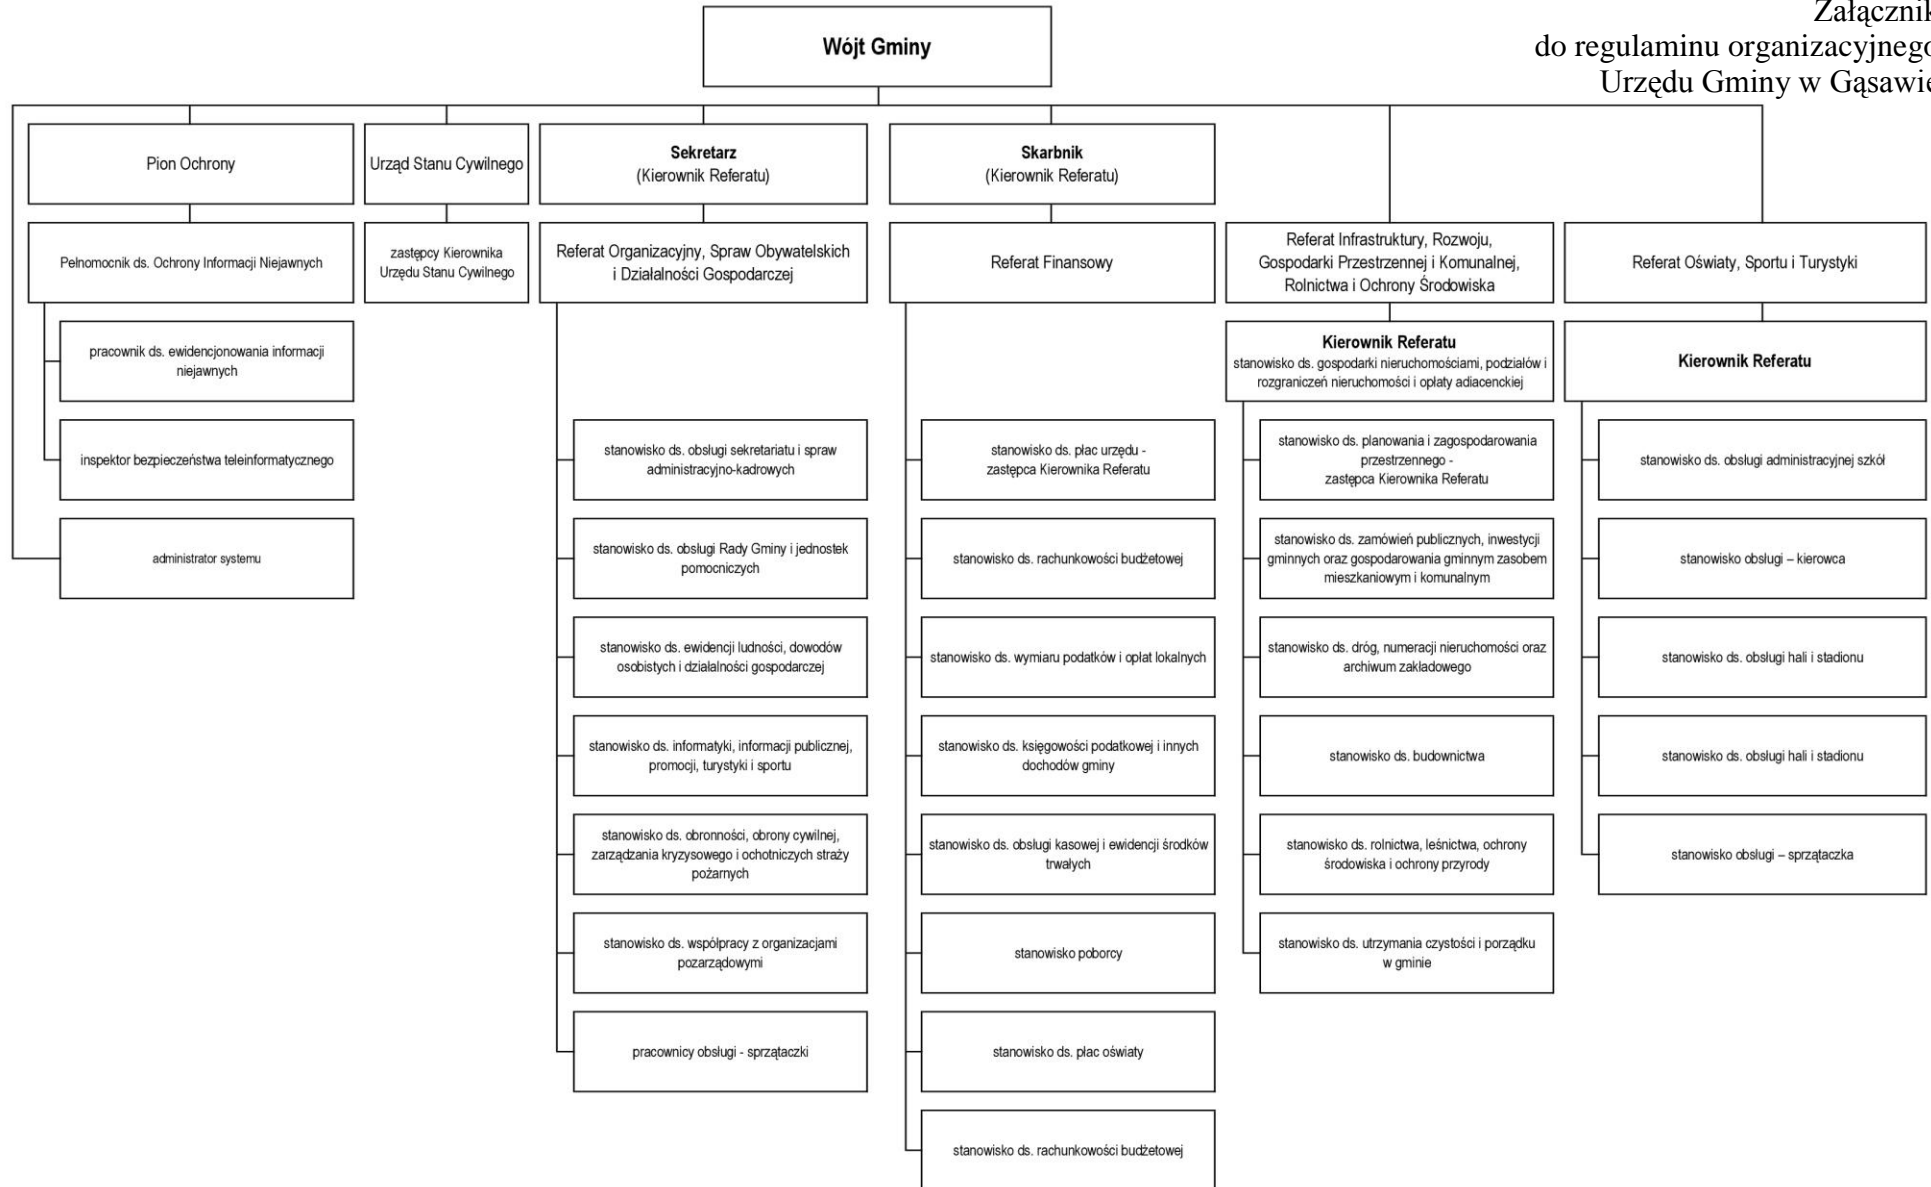 Załącznik
do regulaminu organizacyjnego
Urzędu Gminy w Gąsawie
Wójt Gminy
Pion Ochrony
Pełnomocnik ds. Ochrony Informacji Niejawnych
pracownik ds. ewidencjonowania informacji
niejawnych
inspektor bezpieczeństwa teleinformatycznego
administrator systemu
Urząd Stanu Cywilnego
zastępcy Kierownika
Urzędu Stanu Cywilnego
Sekretarz
(Kierownik Referatu)
Referat Organizacyjny, Spraw Obywatelskich
i Działalności Gospodarczej
stanowisko ds. obsługi sekretariatu i spraw
administracyjno-kadrowych
stanowisko ds. obsługi Rady Gminy i jednostek
pomocniczych
stanowisko ds. ewidencji ludności, dowodów
osobistych i działalności gospodarczej
stanowisko ds. informatyki, informacji publicznej,
promocji, turystyki i sportu
stanowisko ds. obronności, obrony cywilnej,
zarządzania kryzysowego i ochotniczych straży
pożarnych
stanowisko ds. współpracy z organizacjami
pozarządowymi
pracownicy obsługi - sprzątaczki
Skarbnik
(Kierownik Referatu)
Referat Finansowy
stanowisko ds. płac urzędu -
zastępca Kierownika Referatu
stanowisko ds. rachunkowości budżetowej
stanowisko ds. wymiaru podatków i opłat lokalnych
stanowisko ds. księgowości podatkowej i innych
dochodów gminy
stanowisko ds. obsługi kasowej i ewidencji środków
trwałych
stanowisko poborcy
stanowisko ds. płac oświaty
stanowisko ds. rachunkowości budżetowej
Referat Infrastruktury, Rozwoju,
Gospodarki Przestrzennej i Komunalnej,
Rolnictwa i Ochrony Środowiska
Kierownik Referatu
stanowisko ds. gospodarki nieruchomościami, podziałów i
rozgraniczeń nieruchomości i opłaty adiacenckiej
stanowisko ds. planowania i zagospodarowania
przestrzennego -
zastępca Kierownika Referatu
stanowisko ds. zamówień publicznych, inwestycji
gminnych oraz gospodarowania gminnym zasobem
mieszkaniowym i komunalnym
stanowisko ds. dróg, numeracji nieruchomości oraz
archiwum zakładowego
stanowisko ds. budownictwa
stanowisko ds. rolnictwa, leśnictwa, ochrony
środowiska i ochrony przyrody
stanowisko ds. utrzymania czystości i porządku
w gminie
Referat Oświaty, Sportu i Turystyki
Kierownik Referatu
stanowisko ds. obsługi administracyjnej szkół
stanowisko obsługi – kierowca
stanowisko ds. obsługi hali i stadionu
stanowisko ds. obsługi hali i stadionu
stanowisko obsługi – sprzątaczka